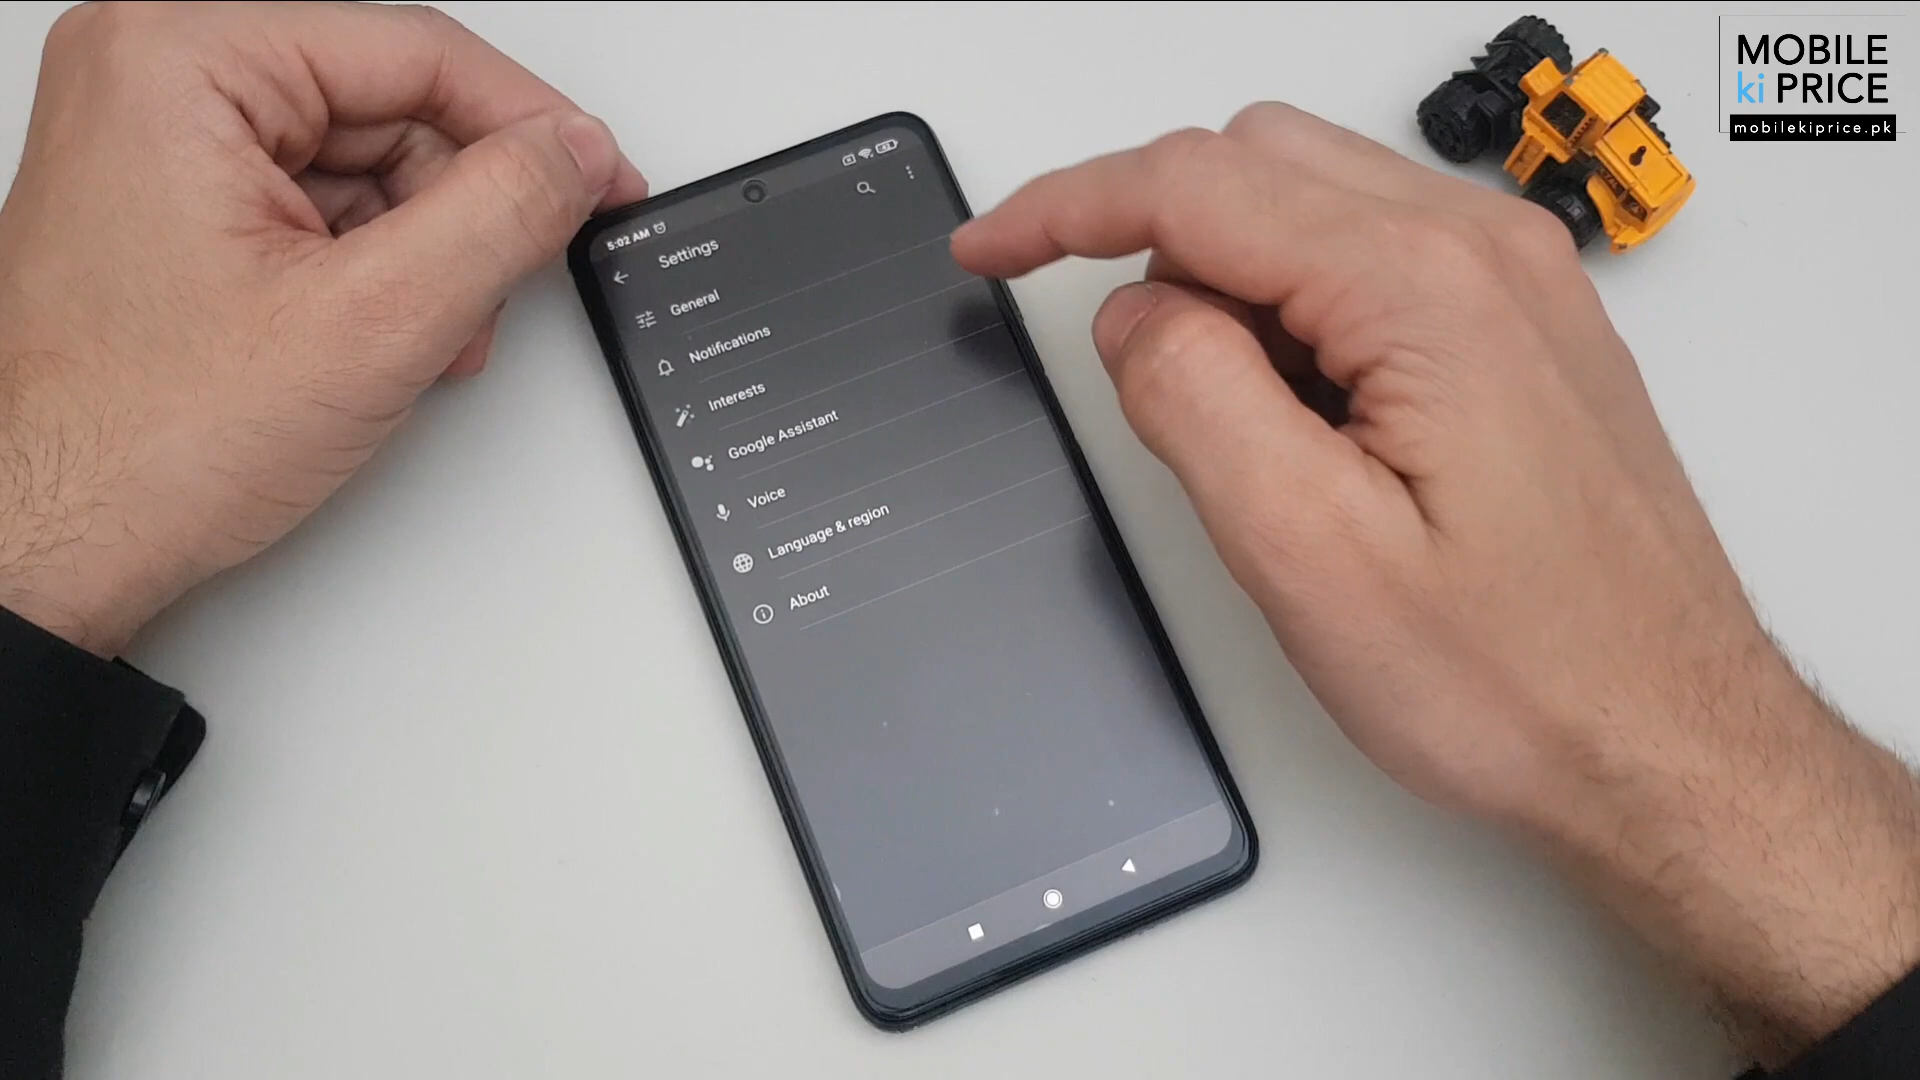 MOBILE
ki PRICE
mobilekiprice.pk
5:02 AM
Settings
General
Notifications
Interests
Google Assistant
Voice
Language & region
About